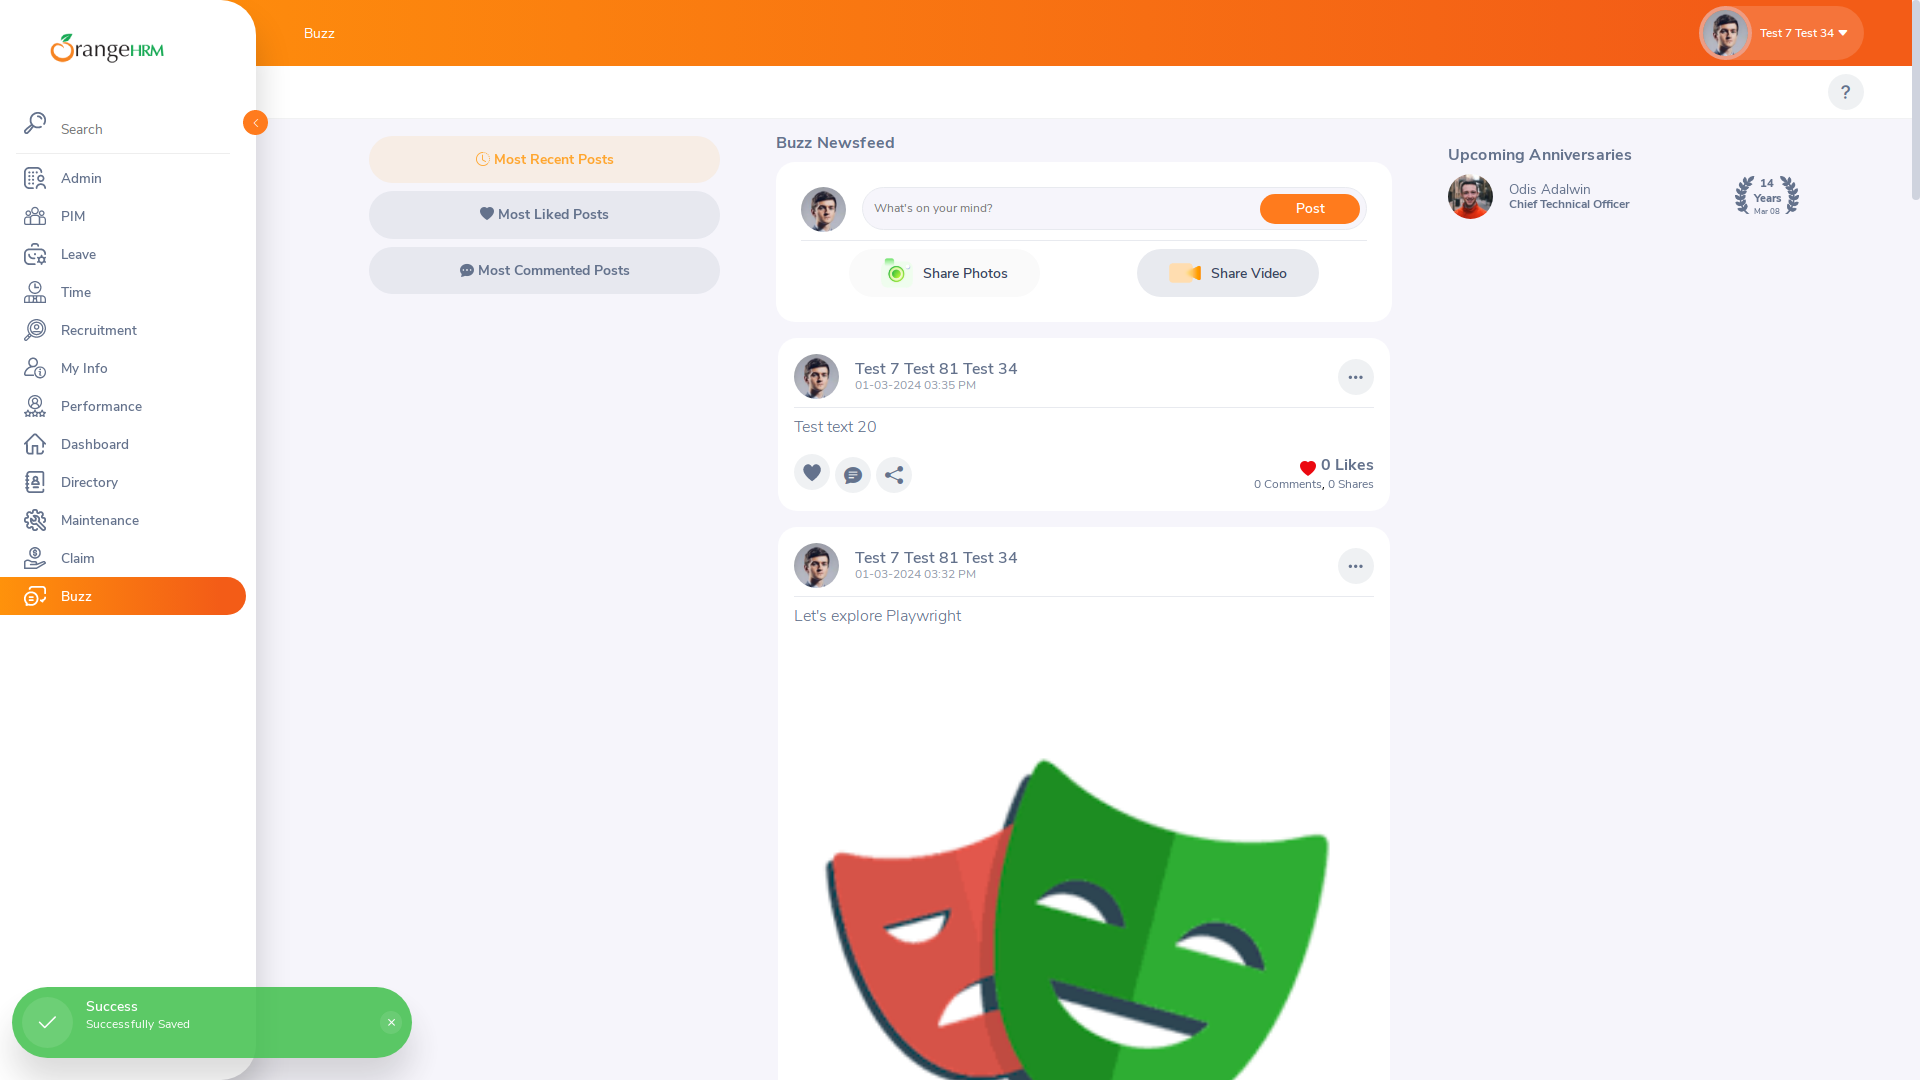 OrangeHRM
Search
Admin
PIM
Leave
Time
Recruitment
My Info
Performance
Dashboard
Directory
Maintenance
Claim
Buzz
Buzz
Test 7 Test 34
?
Most Recent Posts
Most Liked Posts
Most Commented Posts
Buzz Newsfeed
What's on your mind?
Post
Share Photos
Share Video
Test 7 Test 81 Test 34
01-03-2024 03:35 PM
Test text 20
0 Likes
0 Comments, 0 Shares
Test 7 Test 81 Test 34
01-03-2024 03:32 PM
Let's explore Playwright
Upcoming Anniversaries
Odis Adalwin
Chief Technical Officer
14
Years
Mar 08
Success
Successfully Saved